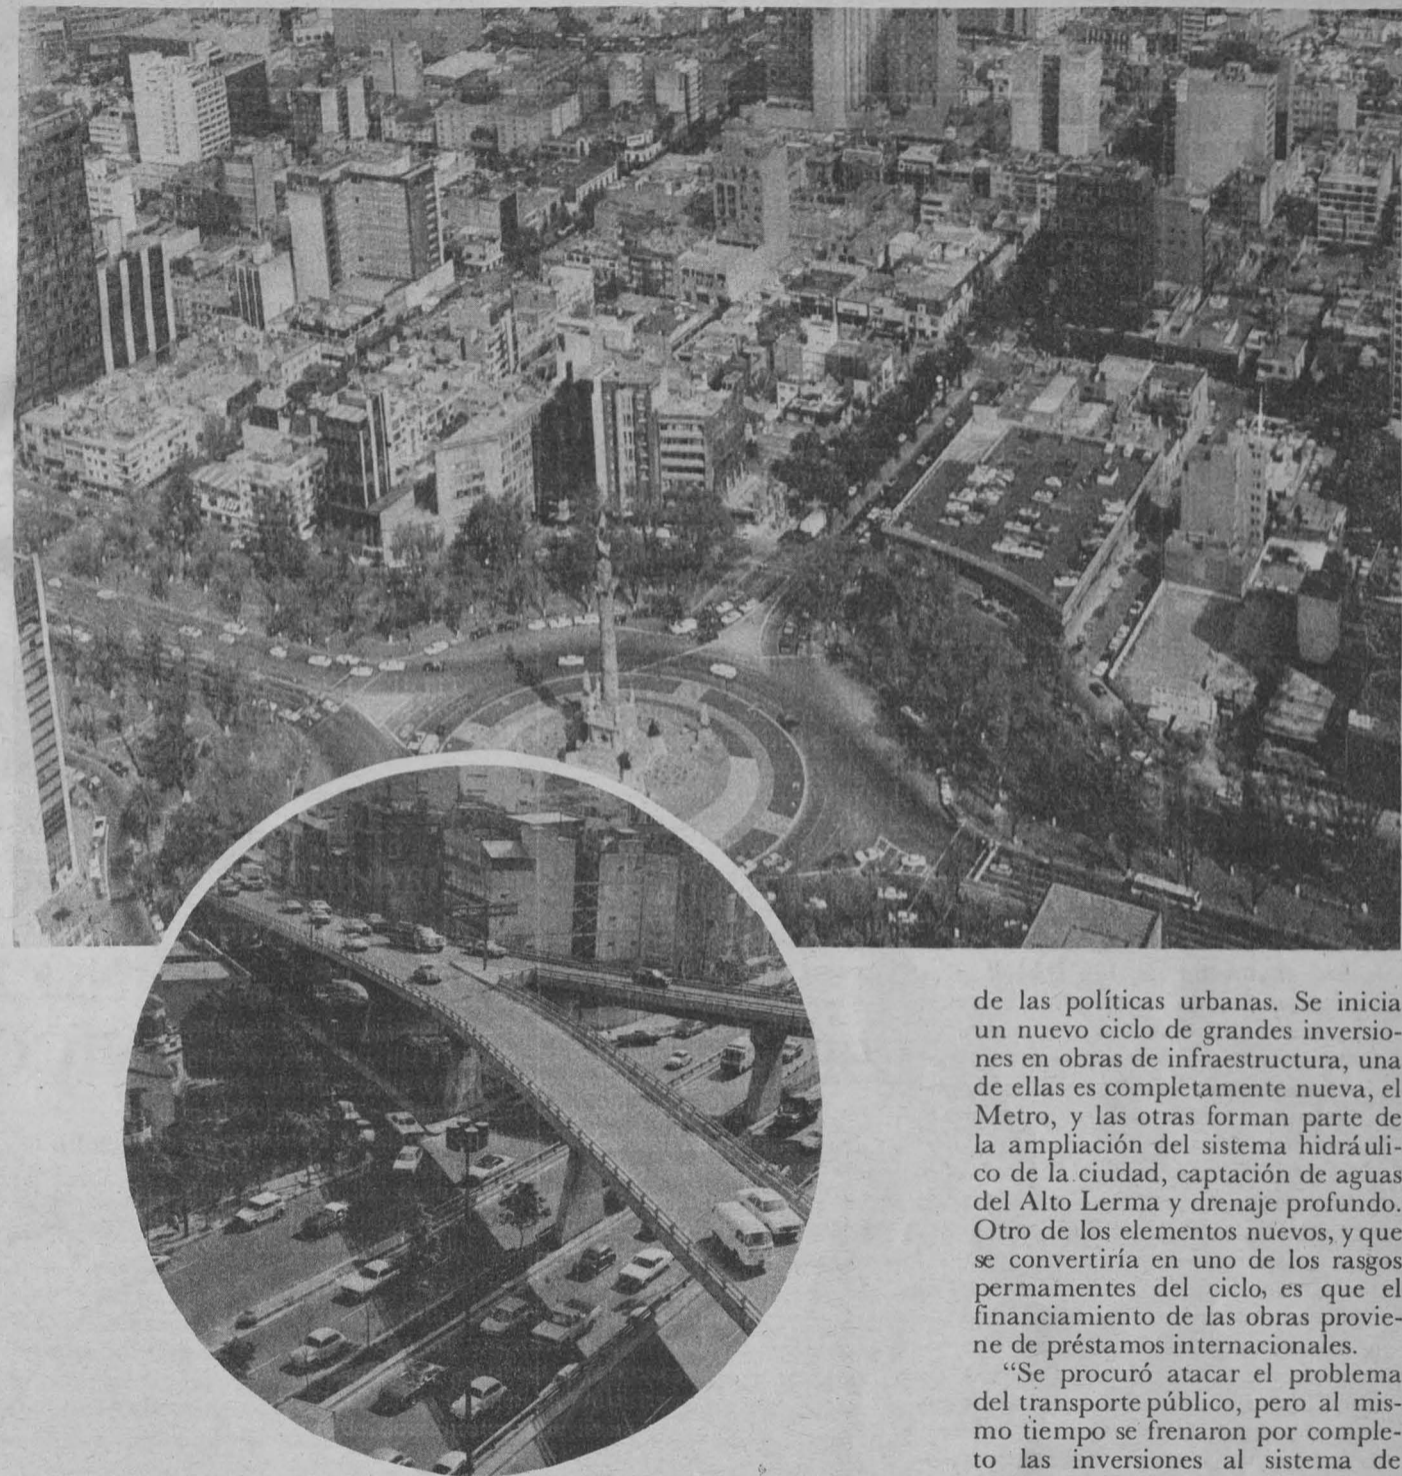 de las políticas urbanas. Se inicia
un nuevo ciclo de grandes inversio-
nes en obras de infraestructura, una
de ellas es completamente nueva, el
Metro, y las otras forman parte de
la ampliación del sistema hidráuli-
co de la ciudad, captación de aguas
del Alto Lerma y drenaje profundo.
Otro de los elementos nuevos, y que
se convertiría en uno de los rasgos
permamentes del ciclo, es que el
financiamiento de las obras provie-
ne de préstamos internacionales.
“Se procuró atacar el problema
del transporte público, pero al mis-
mo tiempo se frenaron por comple-
to las inversiones al sistema de